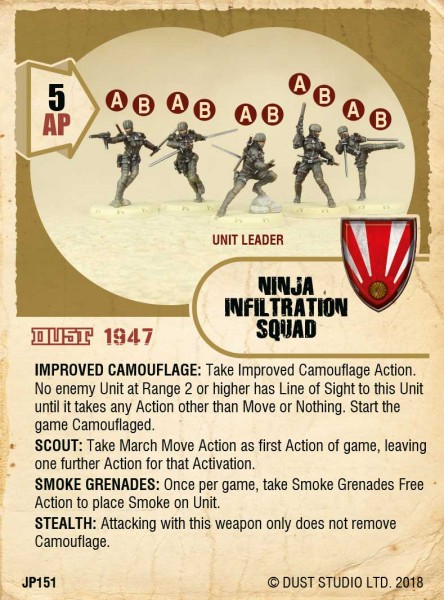 5
AP
A B A B A B A B A B
UNIT LEADER
NINJA
INFILTRATION
SQUAD
DUST 1947
IMPROVED CAMOUFLAGE: Take Improved Camouflage Action.
No enemy Unit at Range 2 or higher has Line of Sight to this Unit
until it takes any Action other than Move or Nothing. Start the
game Camouflaged.
SCOUT: Take March Move Action as first Action of game, leaving
one further Action for that Activation.
SMOKE GRENADES: Once per game, take Smoke Grenades Free
Action to place Smoke on Unit.
STEALTH: Attacking with this weapon only does not remove
Camouflage.
JP151 © DUST STUDIO LTD. 2018